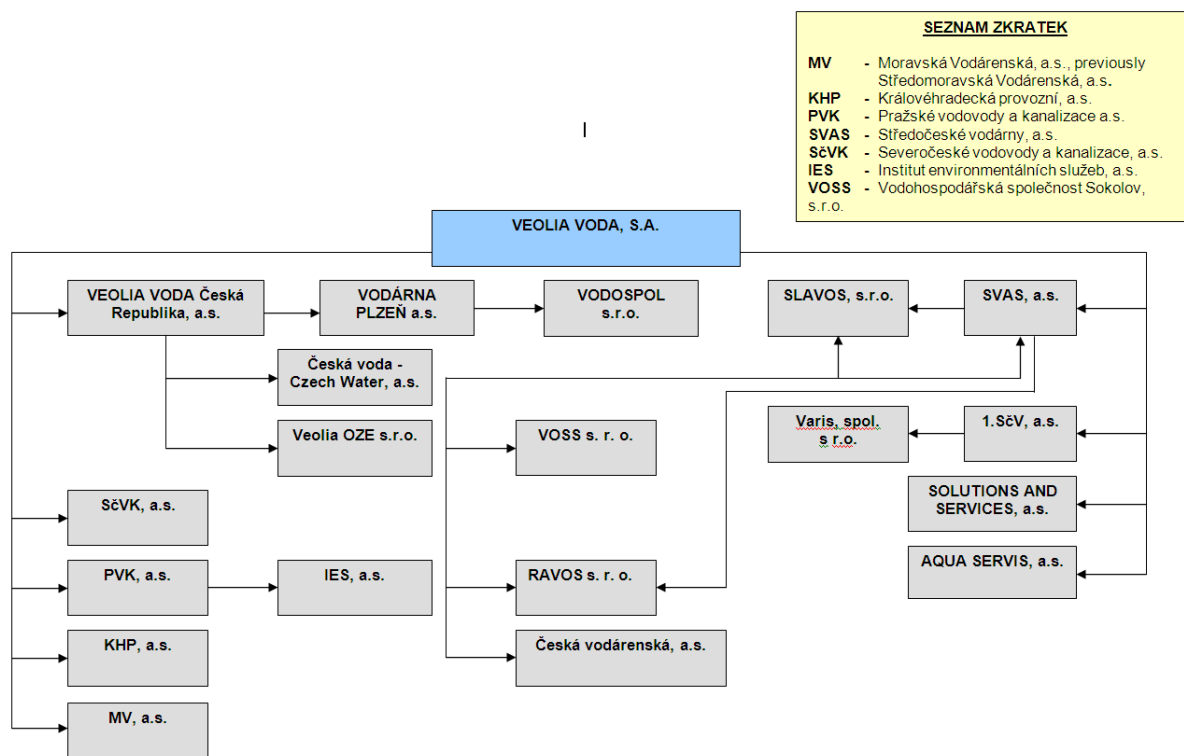 SEZNAM ZKRATEK
MV - Moravská Vodárenská, a.s., previously
Středomoravská Vodárenská, a.s.
KHP - Královéhradecká provozní, a.s.
PVK - Pražské vodovody a kanalizace a.s.
SVAS - Středočeské vodárny, a.s.
SčVK - Severočeské vodovody a kanalizace, a.s.
IES - Institut environmentálních služeb, a.s.
VOSS - Vodohospodářská společnost Sokolov,
s.r.o.
VEOLIA VODA, S.A.
VEOLIA VODA Česká
Republika, a.s.
VODÁRNA
PLZEŇ a.s.
VODOSPOL
s.r.o.
SLAVOS, s.r.o.
SVAS, a.s.
Česká voda -
Czech Water, a.s.
Veolia OZE s.r.o.
VOSS s. r. o.
Varis, spol.
s r.o.
1.SčV, a.s.
SčVK, a.s.
SOLUTIONS AND
SERVICES, a.s.
PVK, a.s.
IES, a.s.
RAVOS s. r. o.
AQUA SERVIS, a.s.
KHP, a.s.
Česká vodárenská, a.s.
MV, a.s.